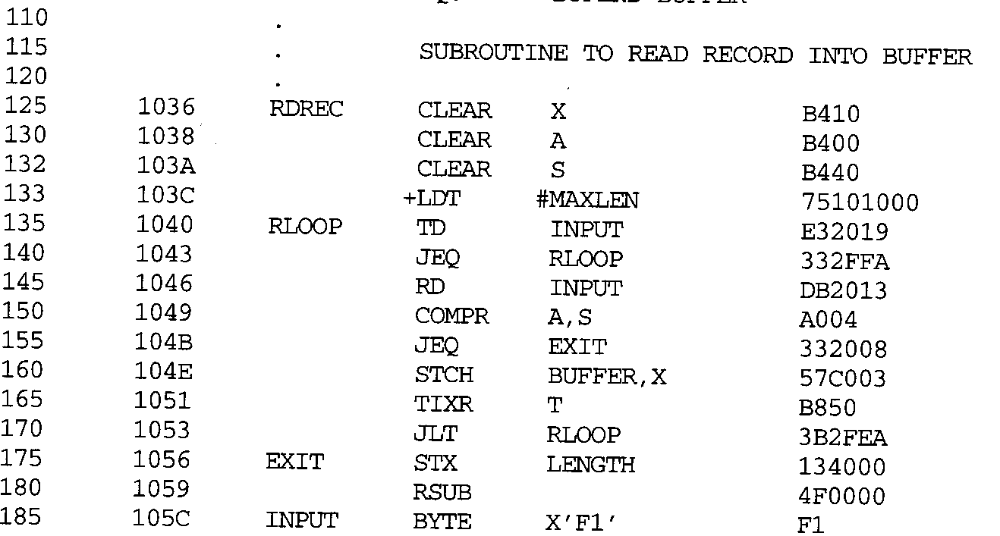 110 .
115 . SUBROUTINE TO READ RECORD INTO BUFFER
120 .
125 1036 RDREC CLEAR X B410
130 1038 CLEAR A B400
132 103A CLEAR S B440
133 103C +LDT #MAXLEN 75101000
135 1040 RLOOP TD INPUT E32019
140 1043 JEQ RLOOP 332FFA
145 1046 RD INPUT DB2013
150 1049 COMPR A,S A004
155 104B JEQ EXIT 332008
160 104E STCH BUFFER,X 57C003
165 1051 TIXR T B850
170 1053 JLT RLOOP 3B2FEA
175 1056 EXIT STX LENGTH 134000
180 1059 RSUB 4F0000
185 105C INPUT BYTE X'F1' F1